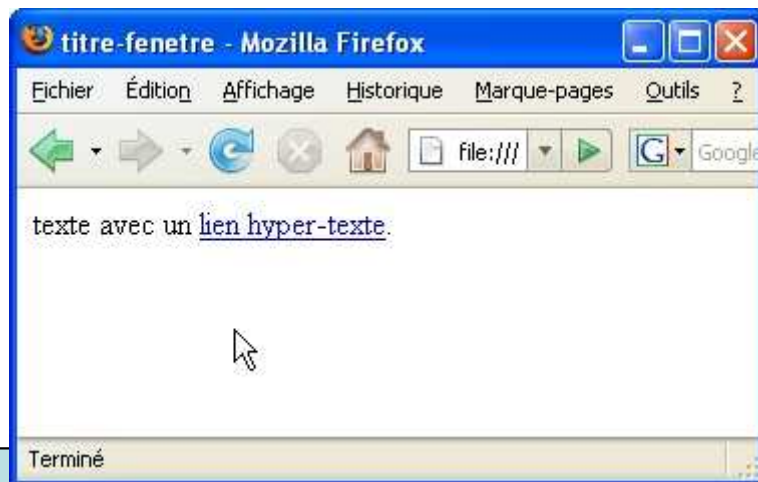 titre-fenetre - Mozilla Firefox
Fichier Édition Affichage Historique Marque-pages Outils ?
file:/// G Google
texte avec un lien hyper-texte.
Terminé